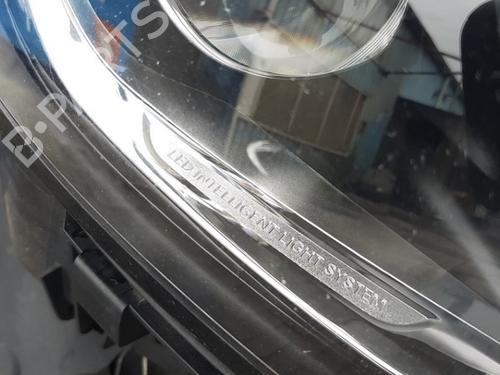 B-PARTS
LED INTELLIGENT LIGHT SYSTEM